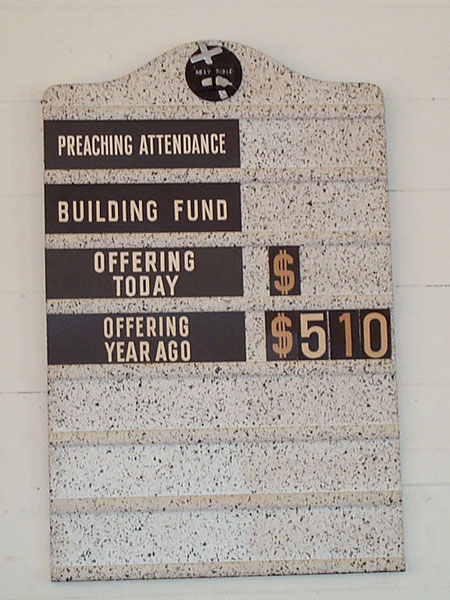 HOLY BIBLE
PREACHING ATTENDANCE
BUILDING FUND
OFFERING
TODAY
$
OFFERING
YEAR AGO
$510